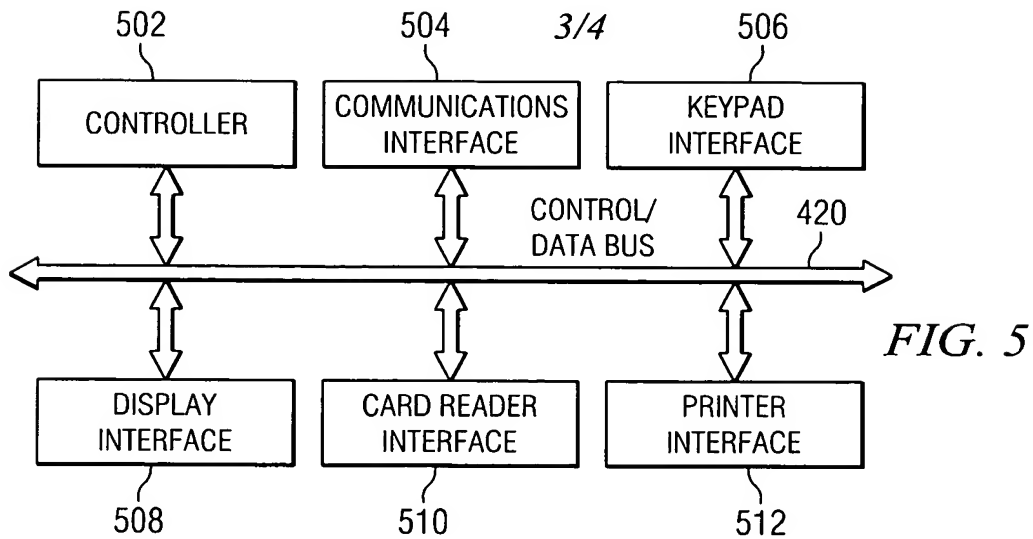 502
504
3/4
506
CONTROLLER
COMMUNICATIONS
INTERFACE
KEYPAD
INTERFACE
CONTROL/
DATA BUS
420
FIG. 5
DISPLAY
INTERFACE
CARD READER
INTERFACE
PRINTER
INTERFACE
508
510
512